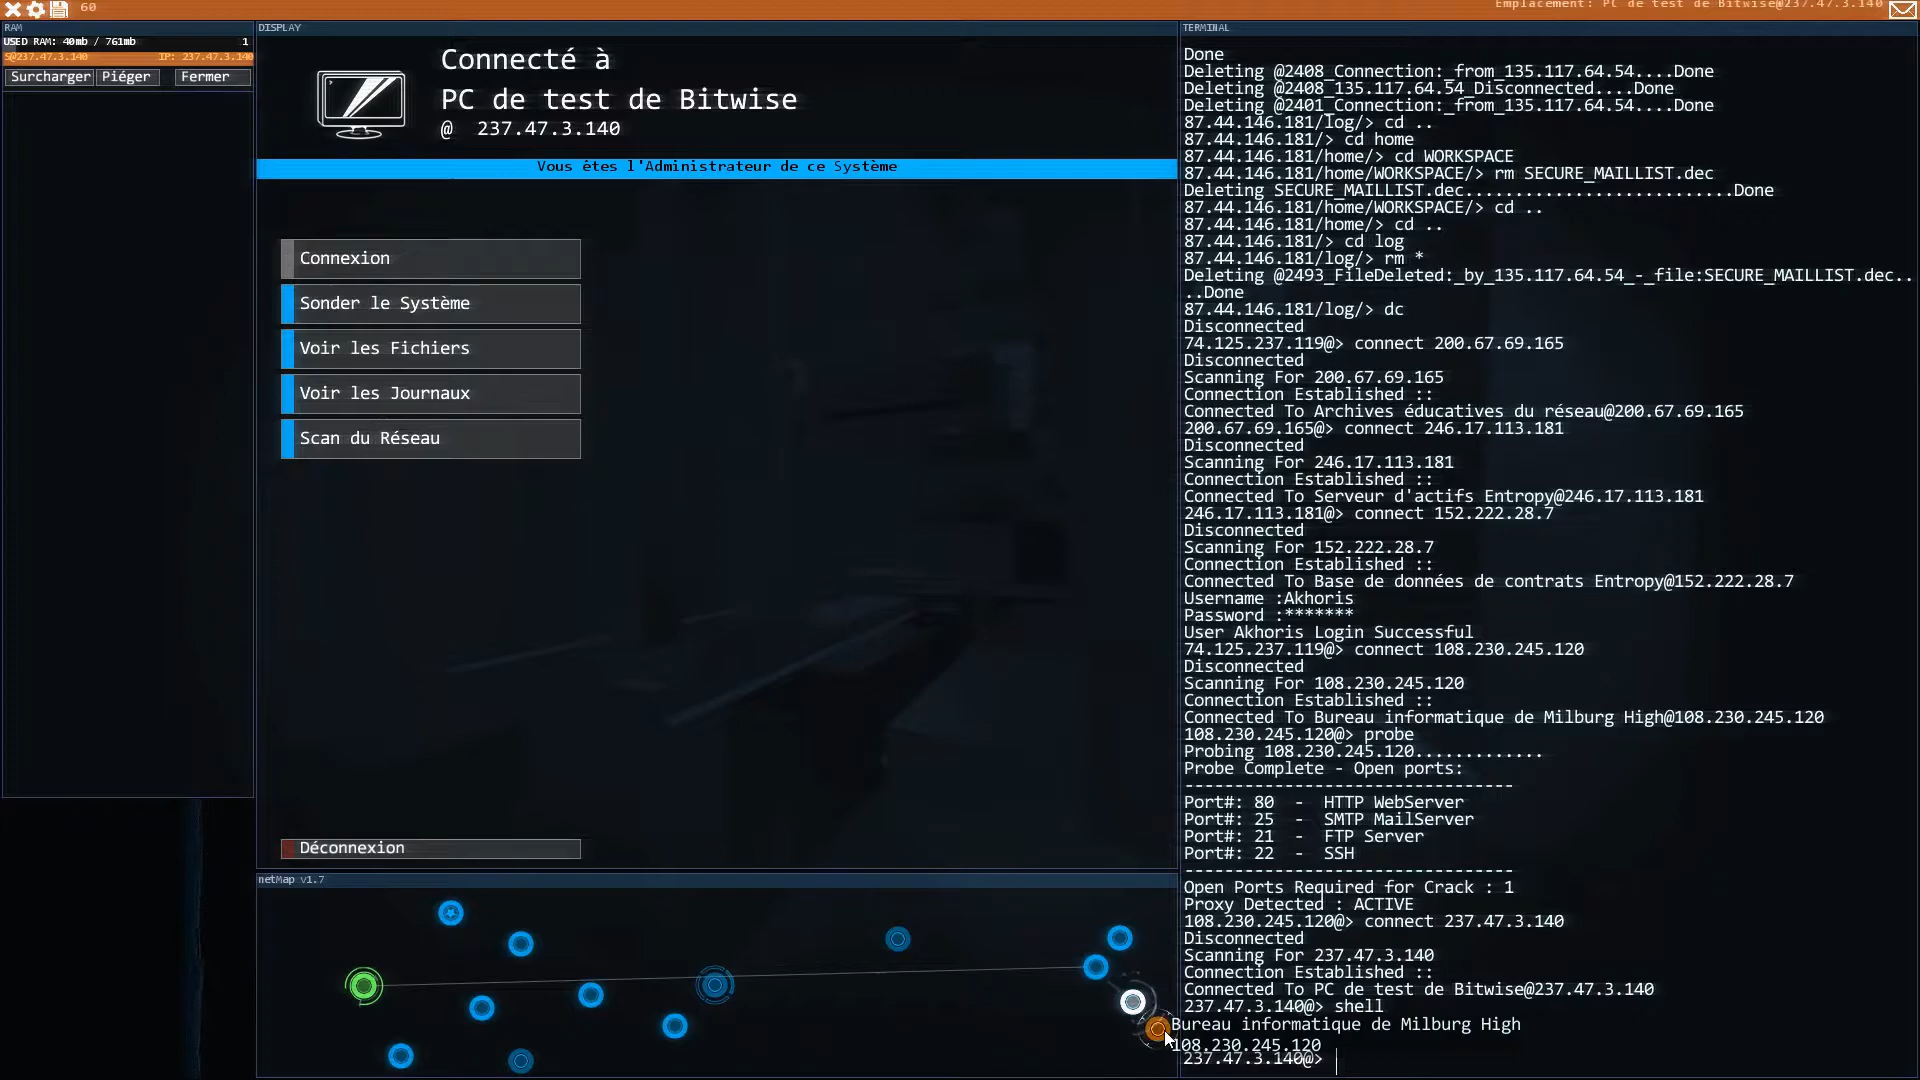 60
Emplacement: PC de test de Bitwise@237.47.3.140
RAM
USED RAM: 40mb / 761mb 1
S@237.47.3.140 IP: 237.47.3.140
Surcharger Piéger Fermer
DISPLAY
Connecté à
PC de test de Bitwise
@ 237.47.3.140
Vous êtes l'Administrateur de ce Système
Connexion
Sonder le Système
Voir les Fichiers
Voir les Journaux
Scan du Réseau
Déconnexion
netMap v1.7
TERMINAL
Done
Deleting @2408_Connection:_from_135.117.64.54....Done
Deleting @2408_135.117.64.54_Disconnected....Done
Deleting @2401_Connection:_from_135.117.64.54....Done
87.44.146.181/log/> cd ..
87.44.146.181/> cd home
87.44.146.181/home/> cd WORKSPACE
87.44.146.181/home/WORKSPACE/> rm SECURE_MAILLIST.dec
Deleting SECURE_MAILLIST.dec...........................Done
87.44.146.181/home/WORKSPACE/> cd ..
87.44.146.181/home/> cd ..
87.44.146.181/> cd log
87.44.146.181/log/> rm *
Deleting @2493_FileDeleted:_by_135.117.64.54_-_file:SECURE_MAILLIST.dec..
..Done
87.44.146.181/log/> dc
Disconnected
74.125.237.119@> connect 200.67.69.165
Disconnected
Scanning For 200.67.69.165
Connection Established ::
Connected To Archives éducatives du réseau@200.67.69.165
200.67.69.165@> connect 246.17.113.181
Disconnected
Scanning For 246.17.113.181
Connection Established ::
Connected To Serveur d'actifs Entropy@246.17.113.181
246.17.113.181@> connect 152.222.28.7
Disconnected
Scanning For 152.222.28.7
Connection Established ::
Connected To Base de données de contrats Entropy@152.222.28.7
Username :Akhoris
Password :*******
User Akhoris Login Successful
74.125.237.119@> connect 108.230.245.120
Disconnected
Scanning For 108.230.245.120
Connection Established ::
Connected To Bureau informatique de Milburg High@108.230.245.120
108.230.245.120@> probe
Probing 108.230.245.120.............
Probe Complete - Open ports:
---------------------------------
Port#: 80 - HTTP WebServer
Port#: 25 - SMTP MailServer
Port#: 21 - FTP Server
Port#: 22 - SSH
---------------------------------
Open Ports Required for Crack : 1
Proxy Detected : ACTIVE
108.230.245.120@> connect 237.47.3.140
Disconnected
Scanning For 237.47.3.140
Connection Established ::
Connected To PC de test de Bitwise@237.47.3.140
237.47.3.140@> shell
Bureau informatique de Milburg High
108.230.245.120
237.47.3.140@>